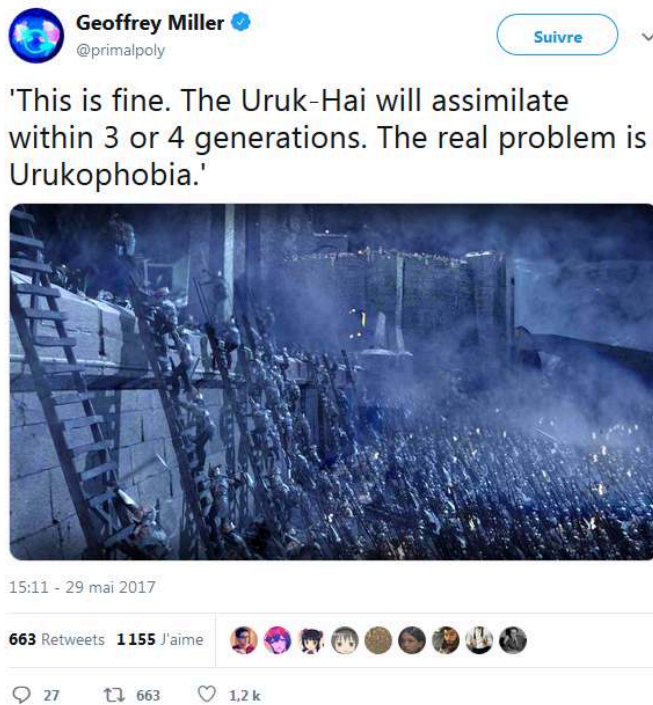 Geoffrey Miller
@primalpoly
Suivre
'This is fine. The Uruk-Hai will assimilate
within 3 or 4 generations. The real problem is
Urukophobia.'
15:11 - 29 mai 2017
663 Retweets 1 155 J'aime
27 663 1,2 k